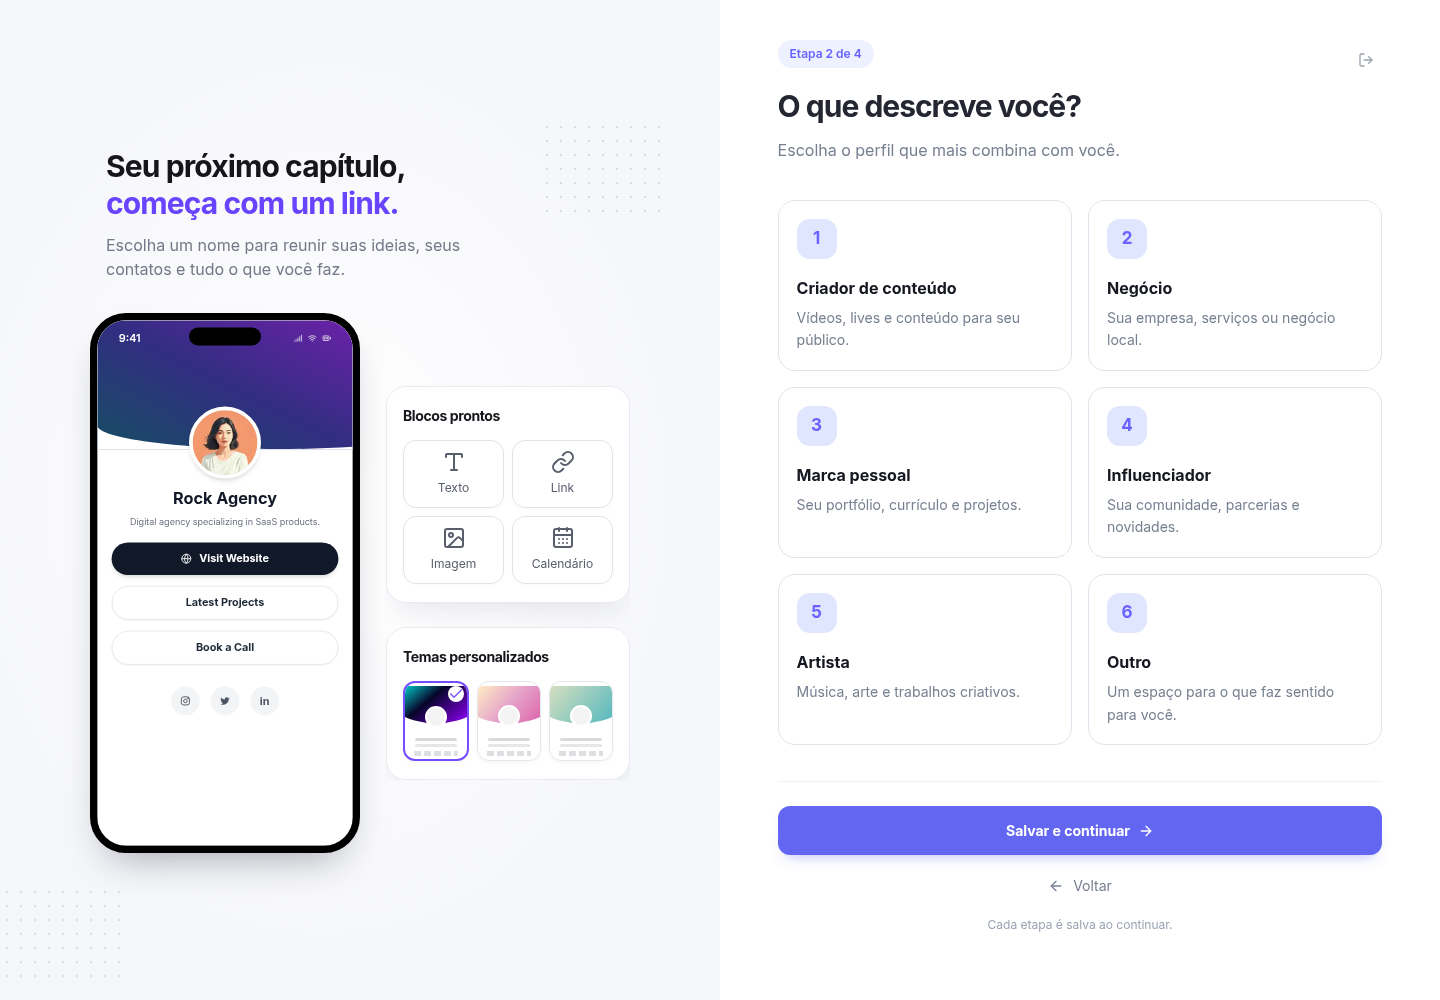 Seu próximo capítulo,
começa com um link.
Escolha um nome para reunir suas ideias, seus
contatos e tudo o que você faz.
9:41
Rock Agency
Digital agency specializing in SaaS products.
Visit Website
Latest Projects
Book a Call
in
Blocos prontos
Texto
Link
Imagem
Calendário
Temas personalizados
Etapa 2 de 4
O que descreve você?
Escolha o perfil que mais combina com você.
1
Criador de conteúdo
Vídeos, lives e conteúdo para seu
público.
2
Negócio
Sua empresa, serviços ou negócio
local.
3
Marca pessoal
Seu portfólio, currículo e projetos.
4
Influenciador
Sua comunidade, parcerias e
novidades.
5
Artista
Música, arte e trabalhos criativos.
6
Outro
Um espaço para o que faz sentido
para você.
Salvar e continuar
Voltar
Cada etapa é salva ao continuar.